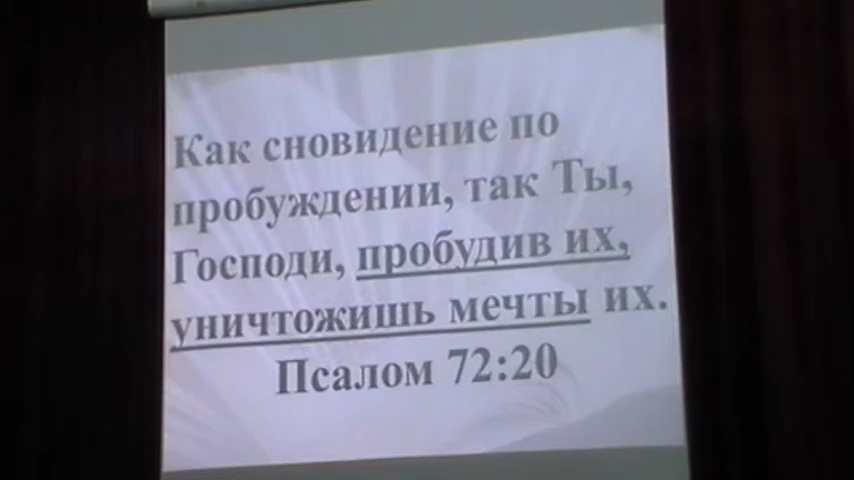 Как сновидение по
пробуждении, так Ты,
Господи, пробудив их,
уничтожишь мечты их.
Псалом 72:20